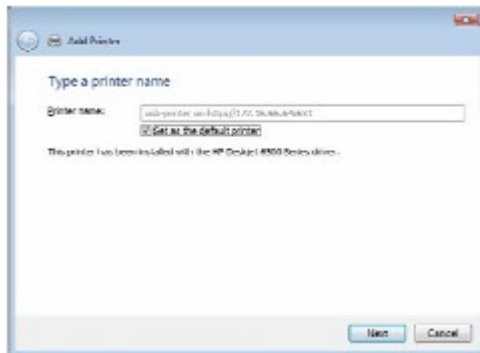 Add Printer
Type a printer name
Printer name:
Set as the default printer
This printer has been installed with the HP Deskjet Series driver.
Next
Cancel